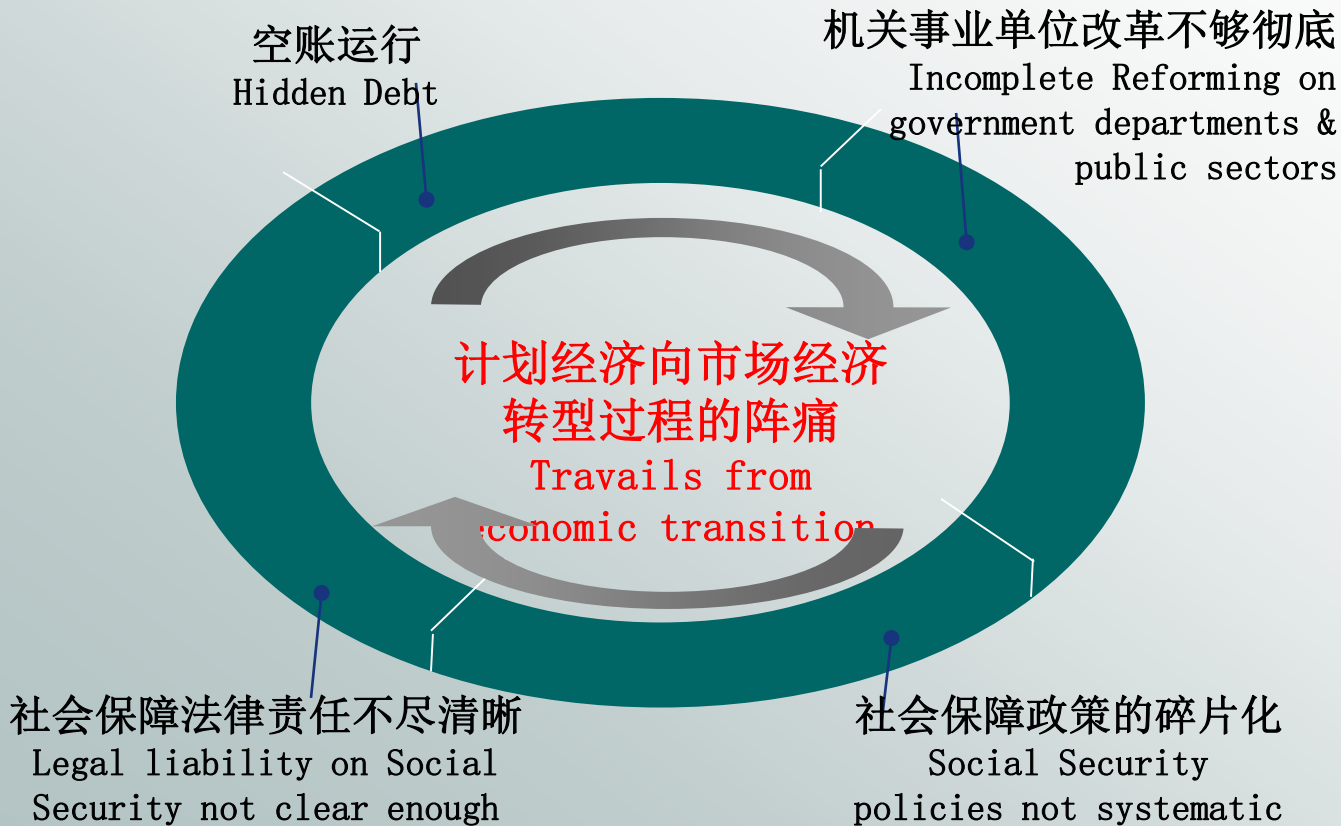 空账运行
Hidden Debt
机关事业单位改革不够彻底
Incomplete Reforming on
government departments &
public sectors
计划经济向市场经济
转型过程的阵痛
Travails from
economic transition
社会保障法律责任不尽清晰
Legal liability on Social
Security not clear enough
社会保障政策的碎片化
Social Security
policies not systematic